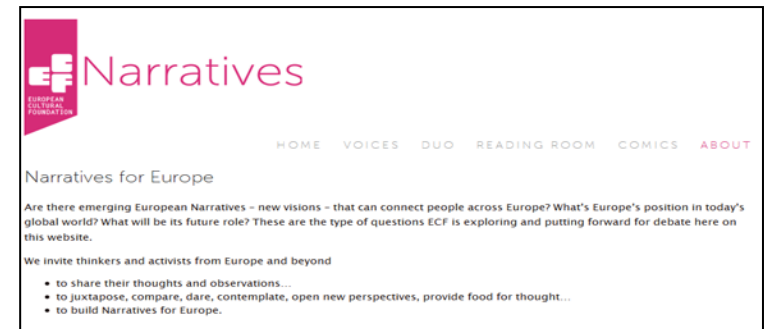 Narratives
EUROPEAN
CULTURAL
FOUNDATION
HOME VOICES DUO READING ROOM COMICS ABOUT
Narratives for Europe
Are there emerging European Narratives – new visions – that can connect people across Europe? What's Europe's position in today's
global world? What will be its future role? These are the type of questions ECF is exploring and putting forward for debate here on
this website.
We invite thinkers and activists from Europe and beyond
• to share their thoughts and observations...
• to juxtapose, compare, dare, contemplate, open new perspectives, provide food for thought...
• to build Narratives for Europe.